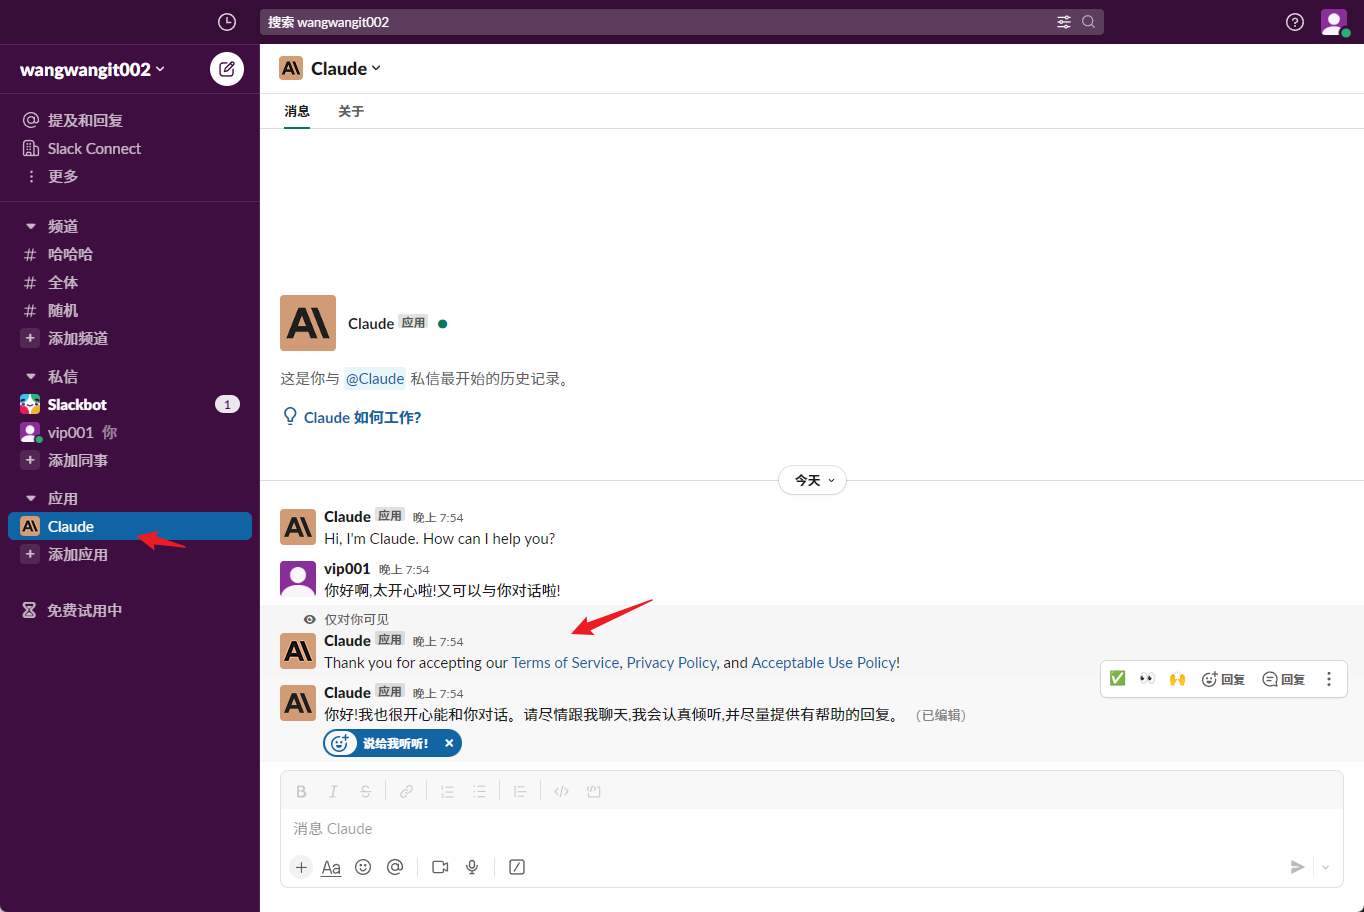 搜索 wangwangit002
wangwangit002
提及和回复
Slack Connect
更多
频道
# 哈哈哈
# 全体
# 随机
+ 添加频道
私信
Slackbot 1
vip001 你
+ 添加同事
应用
Claude
+ 添加应用
免费试用中
Claude
消息 关于
Claude 应用
这是你与 @Claude 私信最开始的历史记录。
Claude 如何工作?
今天
Claude 应用 晚上 7:54
Hi, I'm Claude. How can I help you?
vip001 晚上 7:54
你好啊,太开心啦!又可以与你对话啦!
仅对你可见
Claude 应用 晚上 7:54
Thank you for accepting our Terms of Service, Privacy Policy, and Acceptable Use Policy!
回复 回复
Claude 应用 晚上 7:54
你好!我也很开心能和你对话。请尽情跟我聊天,我会认真倾听,并尽量提供有帮助的回复。 （已编辑）
说给我听听!
B I S
消息 Claude
Aa